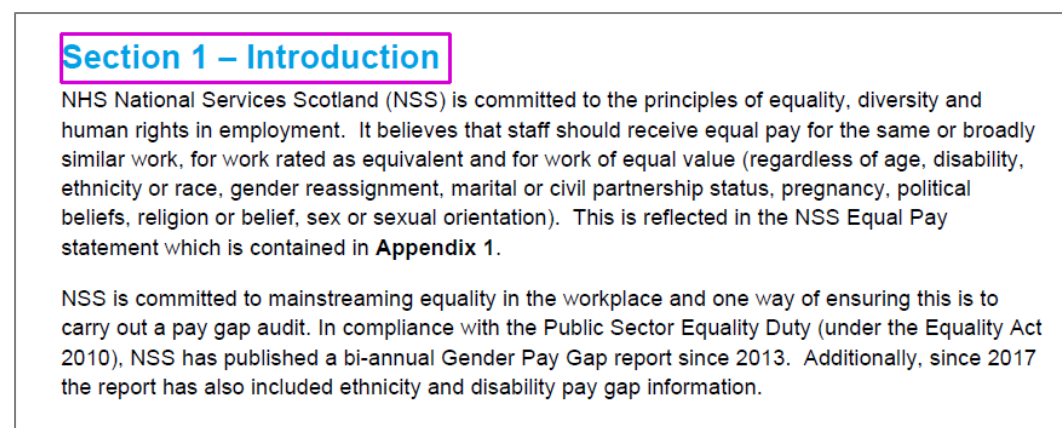 Section 1 – Introduction
NHS National Services Scotland (NSS) is committed to the principles of equality, diversity and
human rights in employment.  It believes that staff should receive equal pay for the same or broadly
similar work, for work rated as equivalent and for work of equal value (regardless of age, disability,
ethnicity or race, gender reassignment, marital or civil partnership status, pregnancy, political
beliefs, religion or belief, sex or sexual orientation).  This is reflected in the NSS Equal Pay
statement which is contained in Appendix 1.
NSS is committed to mainstreaming equality in the workplace and one way of ensuring this is to
carry out a pay gap audit. In compliance with the Public Sector Equality Duty (under the Equality Act
2010), NSS has published a bi-annual Gender Pay Gap report since 2013.  Additionally, since 2017
the report has also included ethnicity and disability pay gap information.